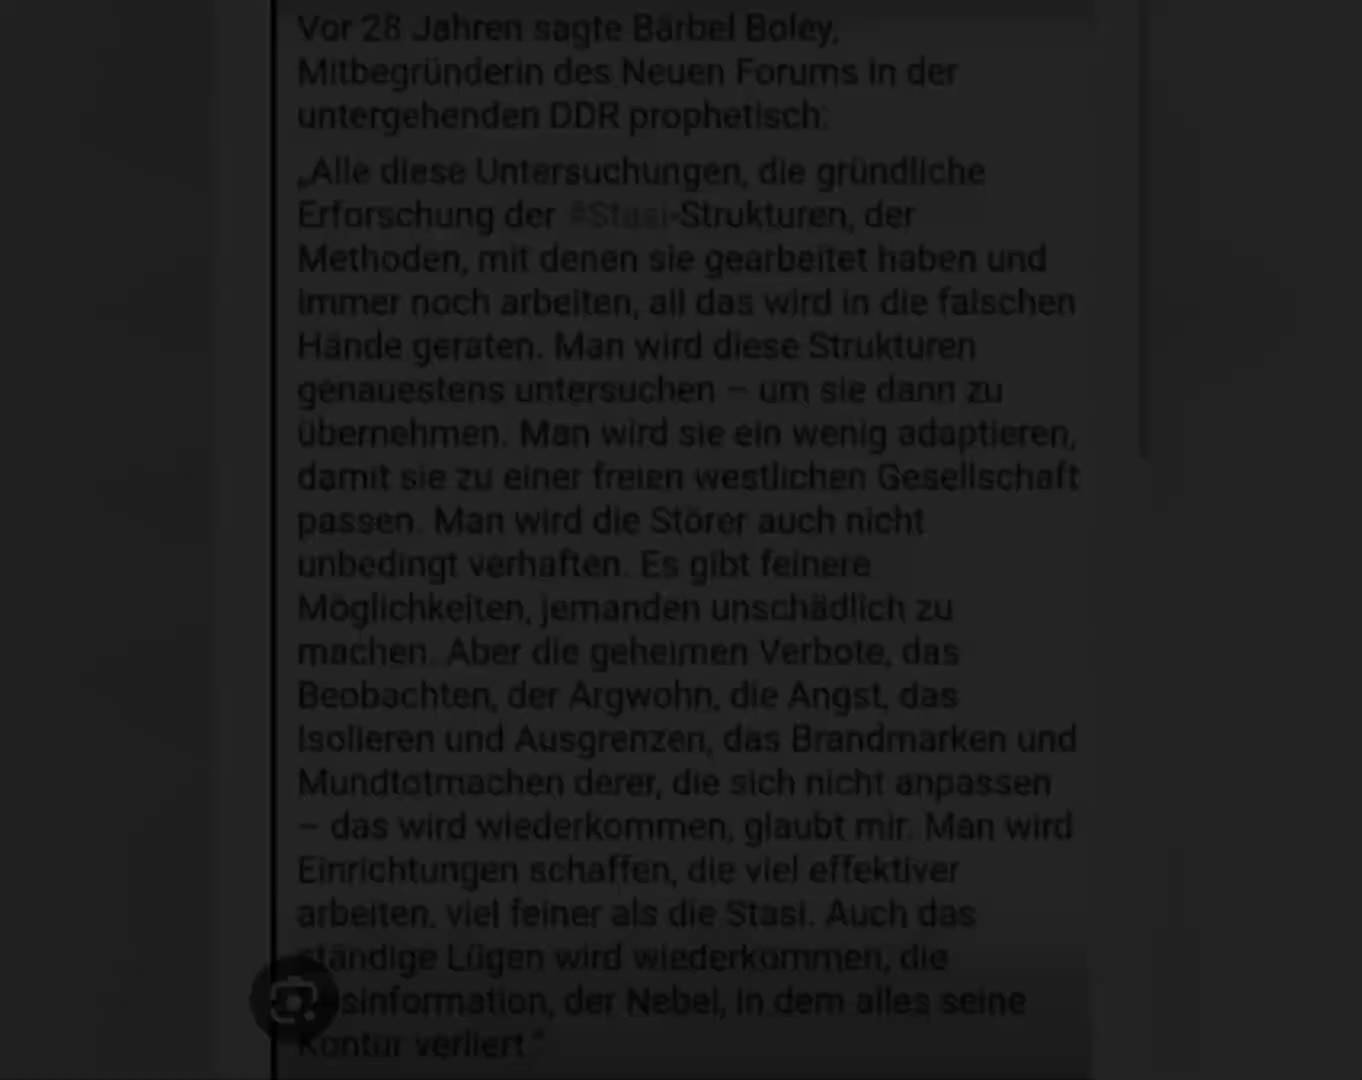 Vor 28 Jahren sagte Bärbel Boley,
Mitbegründerin des Neuen Forums in der
untergehenden DDR prophetisch:
„Alle diese Untersuchungen, die gründliche
Erforschung der #Stasi-Strukturen, der
Methoden, mit denen sie gearbeitet haben und
immer noch arbeiten, all das wird in die falschen
Hände geraten. Man wird diese Strukturen
genauestens untersuchen – um sie dann zu
übernehmen. Man wird sie ein wenig adaptieren,
damit sie zu einer freien westlichen Gesellschaft
passen. Man wird die Störer auch nicht
unbedingt verhaften. Es gibt feinere
Möglichkeiten, jemanden unschädlich zu
machen. Aber die geheimen Verbote, das
Beobachten, der Argwohn, die Angst, das
Isolieren und Ausgrenzen, das Brandmarken und
Mundtotmachen derer, die sich nicht anpassen
– das wird wiederkommen, glaubt mir. Man wird
Einrichtungen schaffen, die viel effektiver
arbeiten, viel feiner als die Stasi. Auch das
ständige Lügen wird wiederkommen, die
sinformation, der Nebel, in dem alles seine
Kontur verliert.“